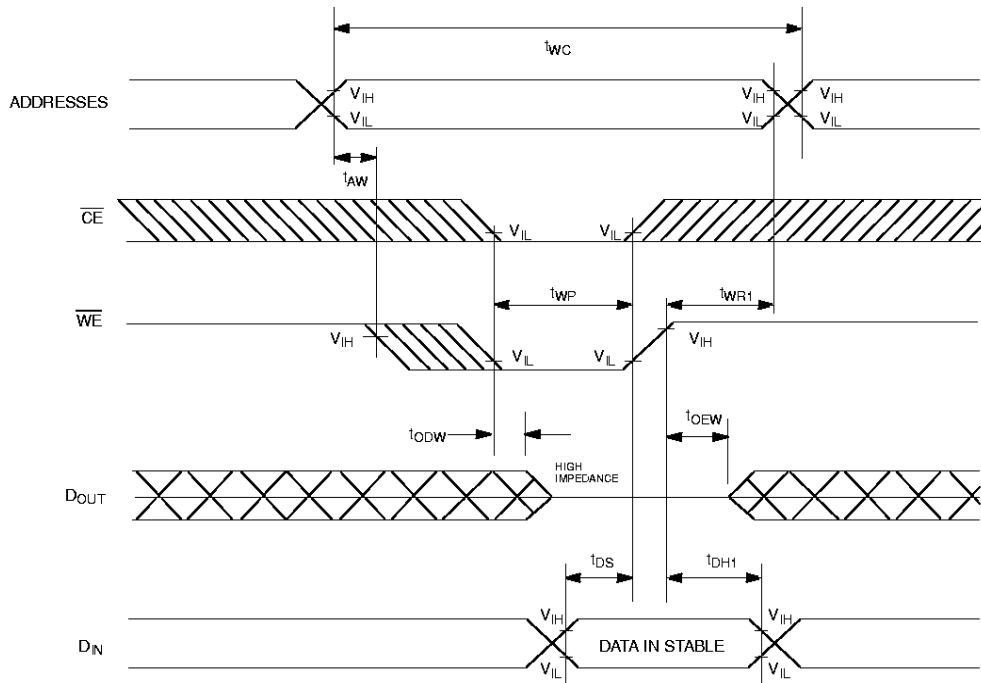 tWC
ADDRESSES
VIH
VIL
VIH
VIL
VIH
VIL
tAW
CE
VIL
VIL
tWP
tWR1
WE
VIH
VIL
VIL
VIH
tODW
tOEW
HIGH
IMPEDANCE
DOUT
tDS
tDH1
VIH
VIH
DIN
DATA IN STABLE
VIL
VIL